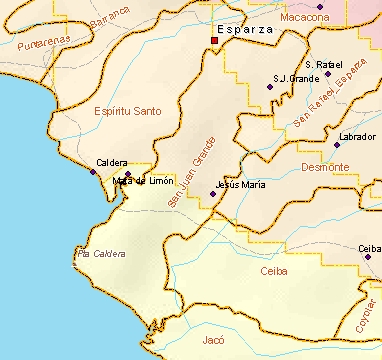 Macacona
Barranca
Puntarenas
Esparza
S. Rafael
S.J.Grande
San Rafael, Esparza
Espíritu Santo
Labrador
San Juan Grande
Caldera
Mata de Limón
Desmonte
Jesús María
Pta Caldera
Ceiba
Ceiba
Coyolar
Jacó